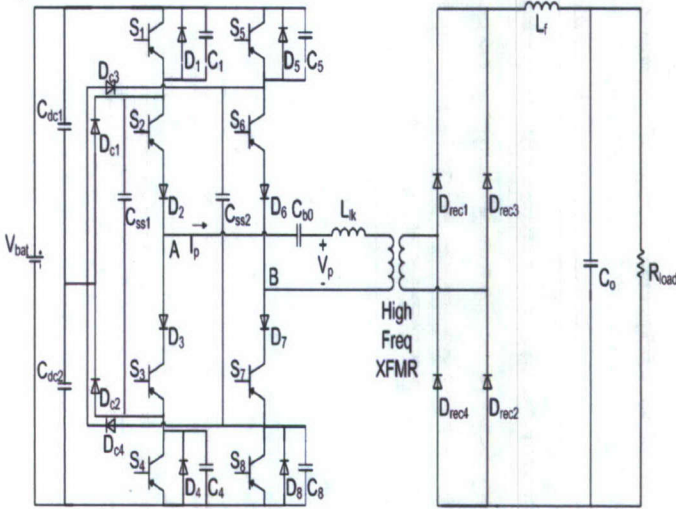 S1
D1
C1
S5
D5
C5
Lf
Dc3
Cdc1
Dc1
S2
S6
Css1
D2
Css2
D6
Cb0
Llk
Drec1
Drec3
A
Ip
Vbat
+
Vp
-
B
Co
Rload
D3
D7
High
Freq
XFMR
Cdc2
Dc2
S3
S7
Drec4
Drec2
Dc4
S4
D4
C4
S8
D8
C8